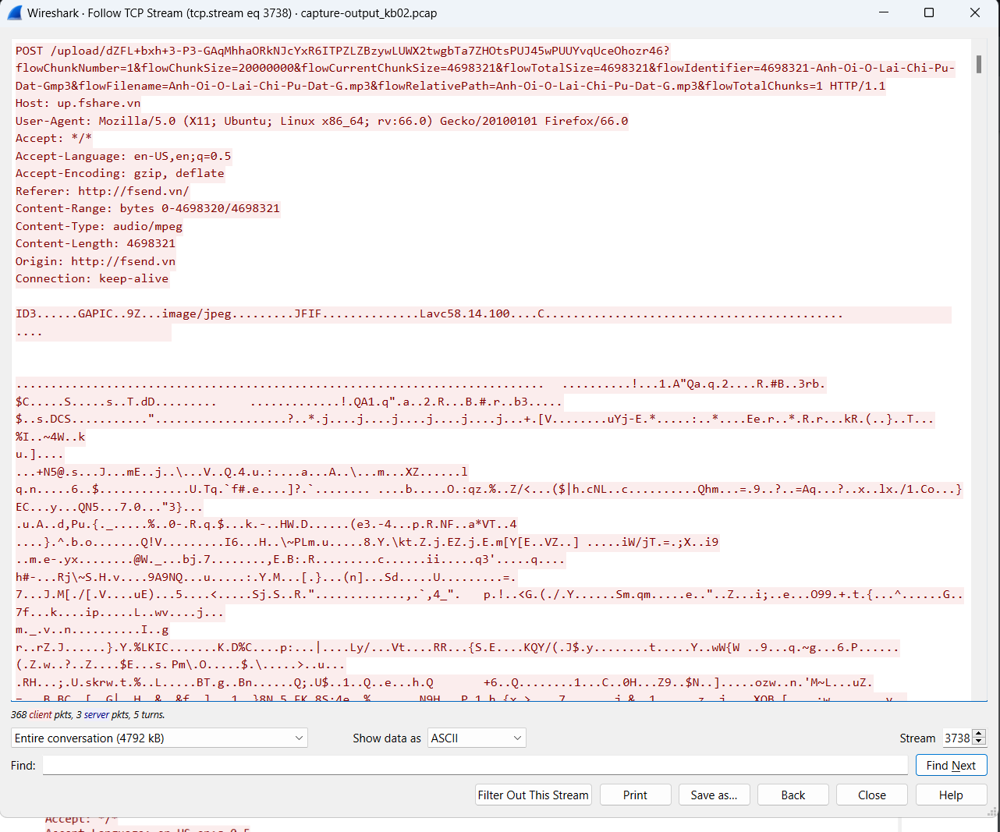 Wireshark · Follow TCP Stream (tcp.stream eq 3738) · capture-output_kb02.pcap
POST /upload/dZFL+bxh+3-P3-GAqMhhaORkNJcYxR6ITPZLZBzywLUWX2twgbTa7ZHOtsPUJ45wPUUYvqUceOhozr46?
flowChunkNumber=1&flowChunkSize=20000000&flowCurrentChunkSize=4698321&flowTotalSize=4698321&flowIdentifier=4698321-Anh-Oi-O-Lai-Chi-Pu-
Dat-Gmp3&flowFilename=Anh-Oi-O-Lai-Chi-Pu-Dat-G.mp3&flowRelativePath=Anh-Oi-O-Lai-Chi-Pu-Dat-G.mp3&flowTotalChunks=1 HTTP/1.1
Host: up.fshare.vn
User-Agent: Mozilla/5.0 (X11; Ubuntu; Linux x86_64; rv:66.0) Gecko/20100101 Firefox/66.0
Accept: */*
Accept-Language: en-US,en;q=0.5
Accept-Encoding: gzip, deflate
Referer: http://fsend.vn/
Content-Range: bytes 0-4698320/4698321
Content-Type: audio/mpeg
Content-Length: 4698321
Origin: http://fsend.vn
Connection: keep-alive
ID3......GAPIC..9Z...image/jpeg.........JFIF..............Lavc58.14.100....C...........................................
....
............................................................................ ..........!...1.A"Qa.q.2....R.#B..3rb.
$C.....S.....s..T.dD......... .............!.QA1.q".a..2.R...B.#.r..b3.....
$..s.DCS..........."...................?..*.j....j....j....j....j....j...+.[V........uYj-E.*.....:..*....Ee.r..*.R.r...kR.(..}..T...
%I..~4W..k
u.]....
...+N5@.s...J...mE..j..\...V..Q.4.u.:....a...A..\...m...XZ......l
q.n.....6..$.............U.Tq.`f#.e....]?.`........ ....b.....O.:qz.%..Z/<...($|h.cNL..c..........Qhm...=.9..?..=Aq...?..x..lx./1.Co...}
EC...y...QN5...7.0..."3}...
.u.A..d,Pu.{._.....%..0-.R.q.$...k.-..HW.D......(e3.-4...p.R.NF..a*VT..4
....}.^.b.o.......Q!V.........I6...H..\~PLm.u.....8.Y.\kt.Z.j.EZ.j.E.m[Y[E..VZ..] .....iW/jT.=.;X..i9
..m.e-.yx........@W._...bj.7........,E.B:.R.........c......ii.....q3'.....q....
h#-...Rj\~S.H.v....9A9NQ...u.....:.Y.M...[.}...(n]...Sd.....U.........=.
7...J.M[./[.V....uE)...5....<.....Sj.S..R.".............,.`,4_". p.!..<G.(./.Y......Sm.qm.....e.."..Z...i;..e...O99.+.t.{...^......G..
7f...k....ip.....L..wv....j...
m._.v..n..........I..g
r..rZ.J......}.Y.%LKIC.......K.D%C....p:...|....Ly/...Vt....RR...{S.E....KQY/(.J$.y........t.....Y..wW{W ..9...q.~g...6.P......
(.Z.w..?..Z....$E...s.Pm\.O.....$.\.....>..u...
.RH...;.U.skrw.t.%..L.....BT.g..Bn......Q;.U$..1..Q..e...h.Q +6..Q........1...C..0H...Z9..$N..].....ozw..n.'M~L...uZ.
368 client pkts, 3 server pkts, 5 turns.
Entire conversation (4792 kB) Show data as ASCII Stream 3738
Find: Find Next
Filter Out This Stream Print Save as... Back Close Help